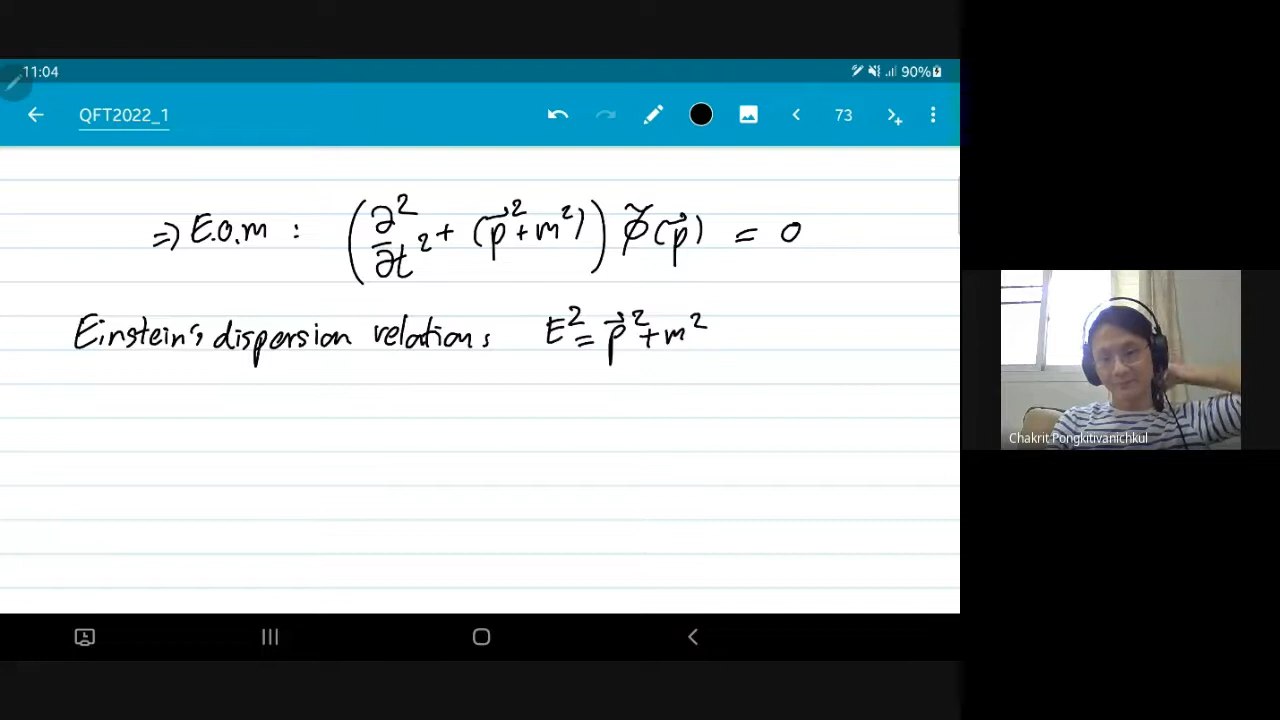 11:04 90%
QFT2022_1 73
⇒ E.O.m : (∂²/∂t² + (p⃗² + m²)) φ̃(p⃗) = 0
Einstein's dispersion relation: E² = p⃗² + m²
Chakrit Pongkitivanichkul